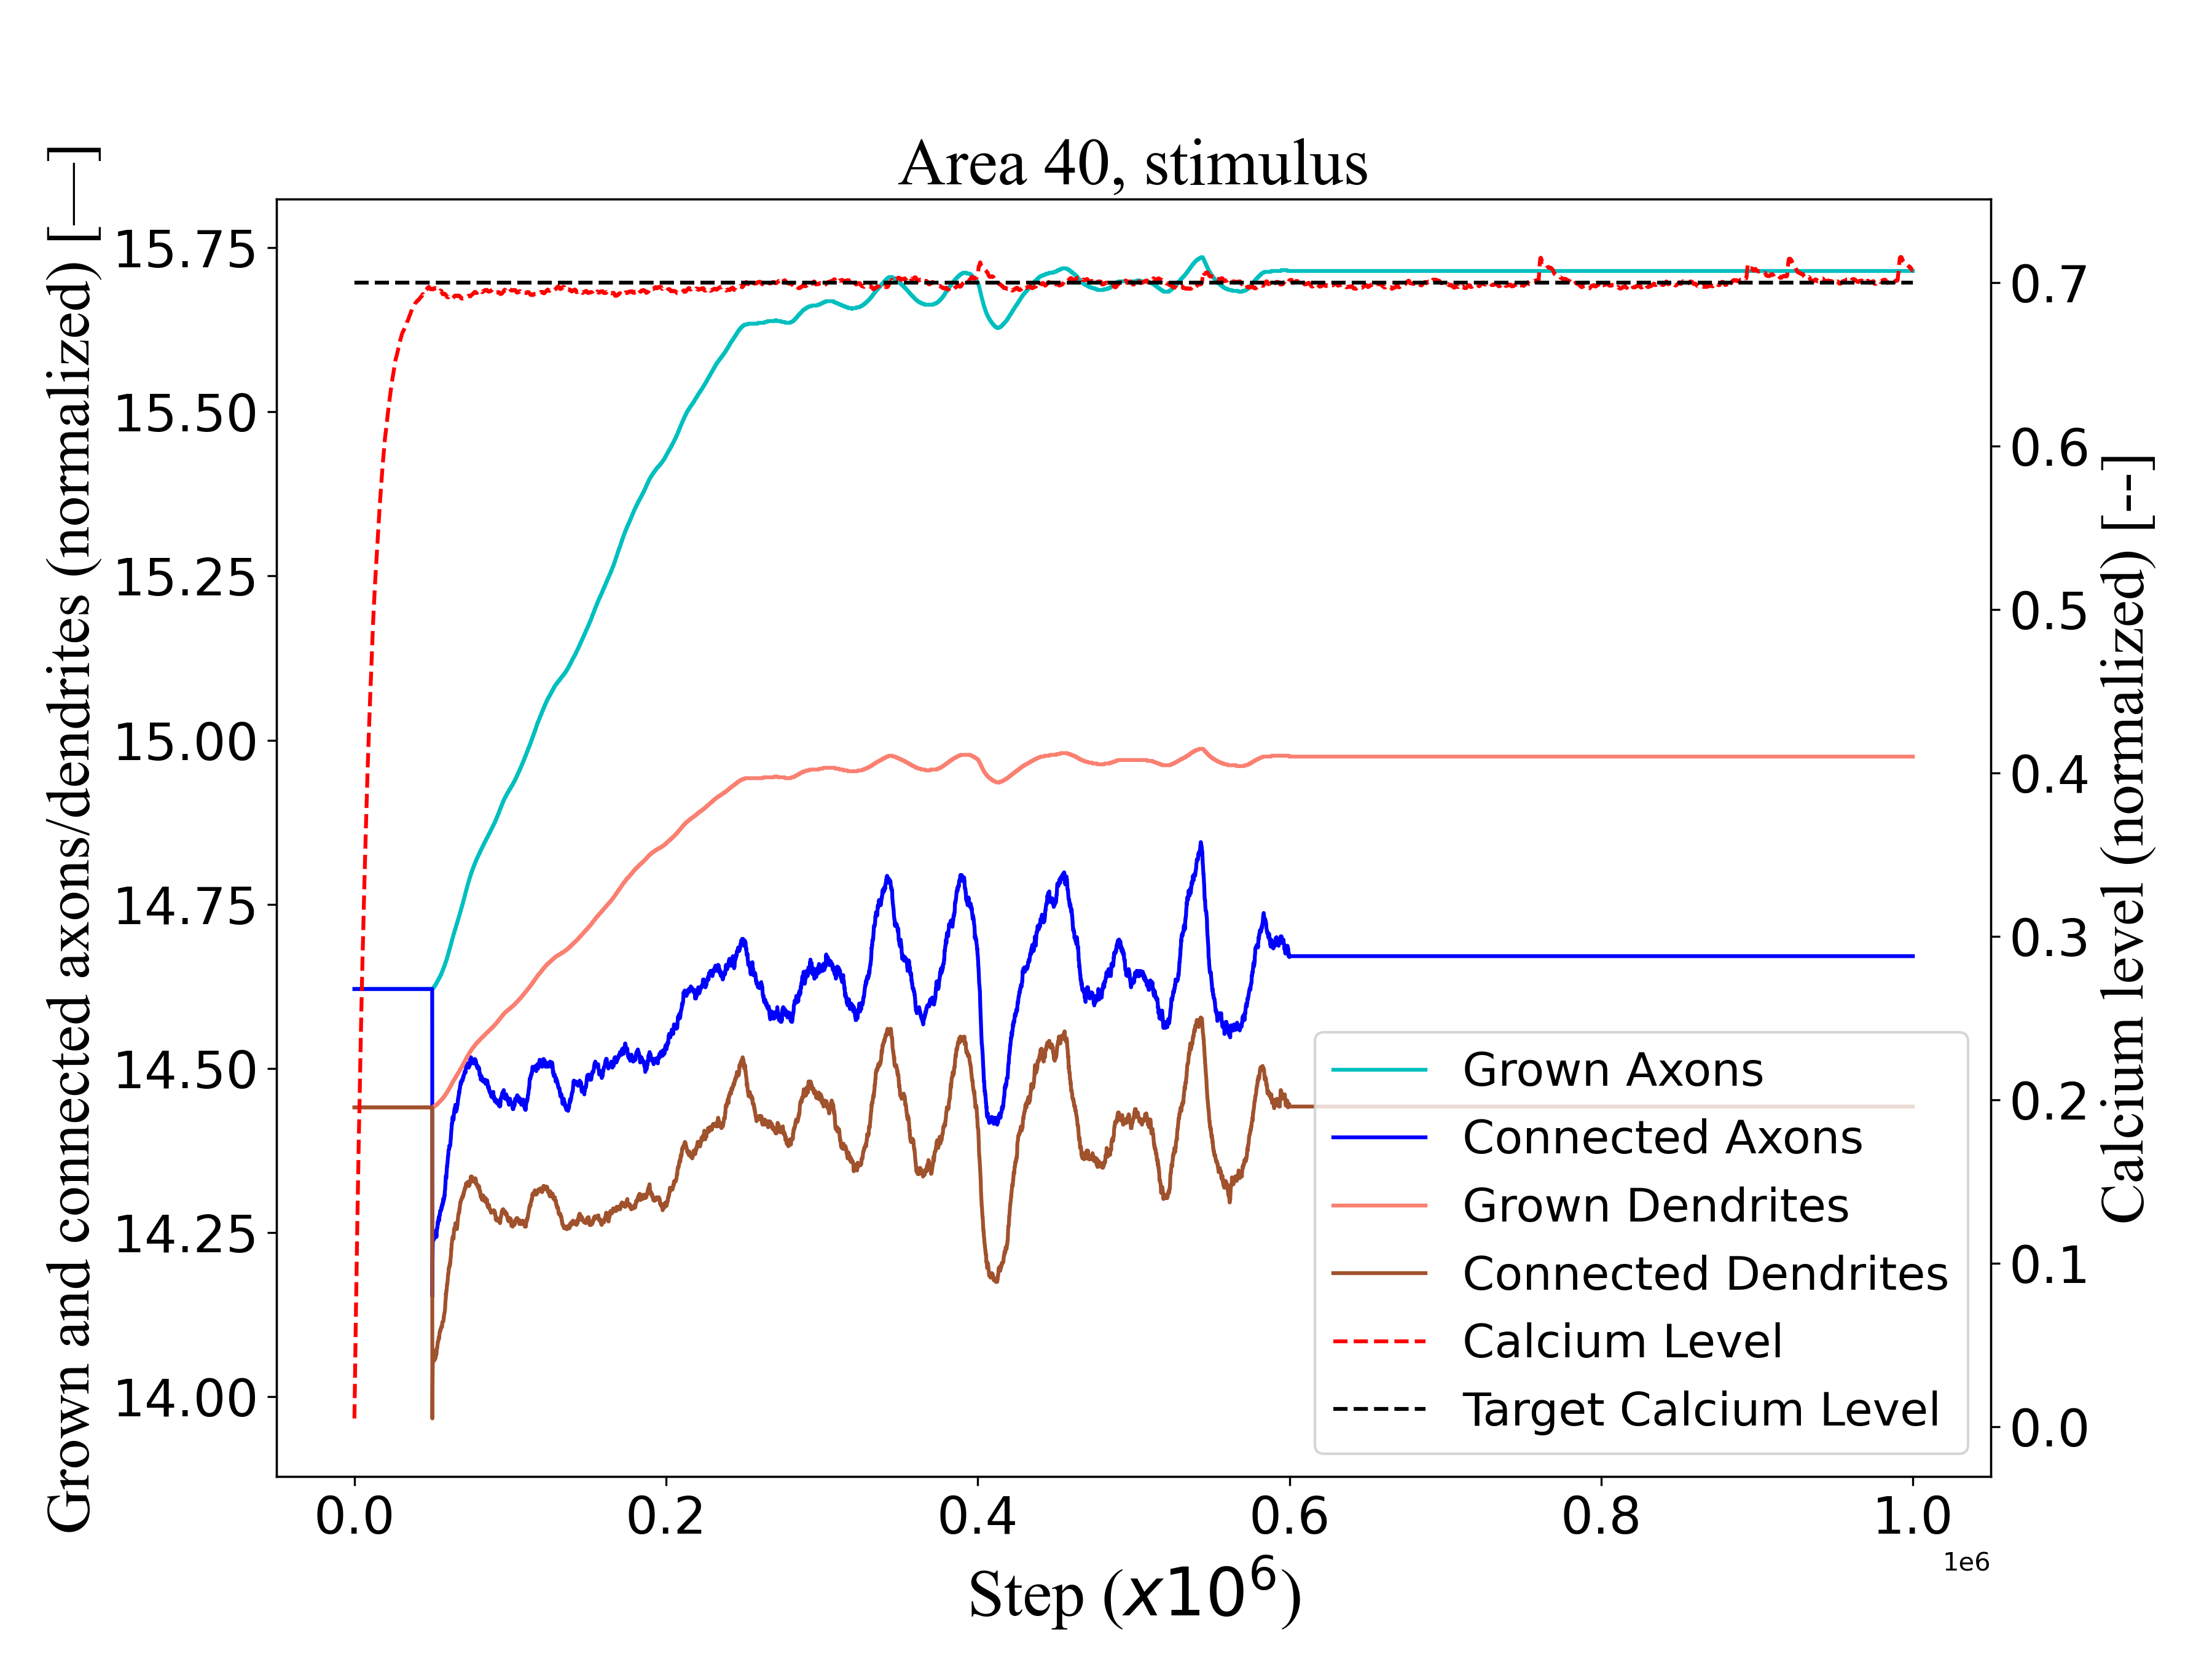 Area 40, stimulus
Grown and connected axons/dendrites (normalized)) [—]
15.75
15.50
15.25
15.00
14.75
14.50
14.25
14.00
0.7
0.6
0.5
0.4
0.3
0.2
0.1
0.0
Calcium level (normalized) [--]
Grown Axons
Connected Axons
Grown Dendrites
Connected Dendrites
Calcium Level
Target Calcium Level
0.0 0.2 0.4 0.6 0.8 1.0
1e6
Step (x10⁶)